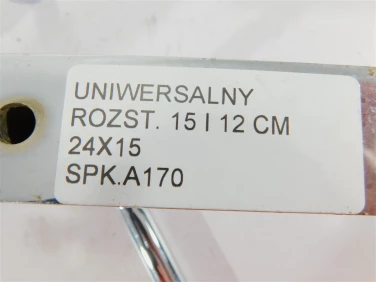 UNIWERSALNY
ROZST. 15 I 12 CM
24X15
SPK.A170